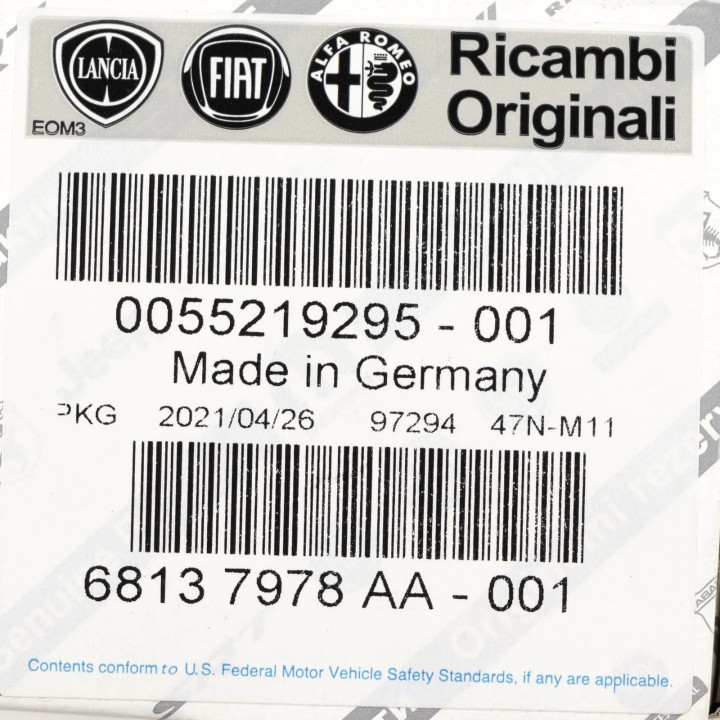 LANCIA FIAT ALFA ROMEO Ricambi
Originali
EOM3
0055219295 - 001
Made in Germany
PKG 2021/04/26 97294 47N-M11
6813 7978 AA - 001
Contents conform to U.S. Federal Motor Vehicle Safety Standards, if any are applicable.